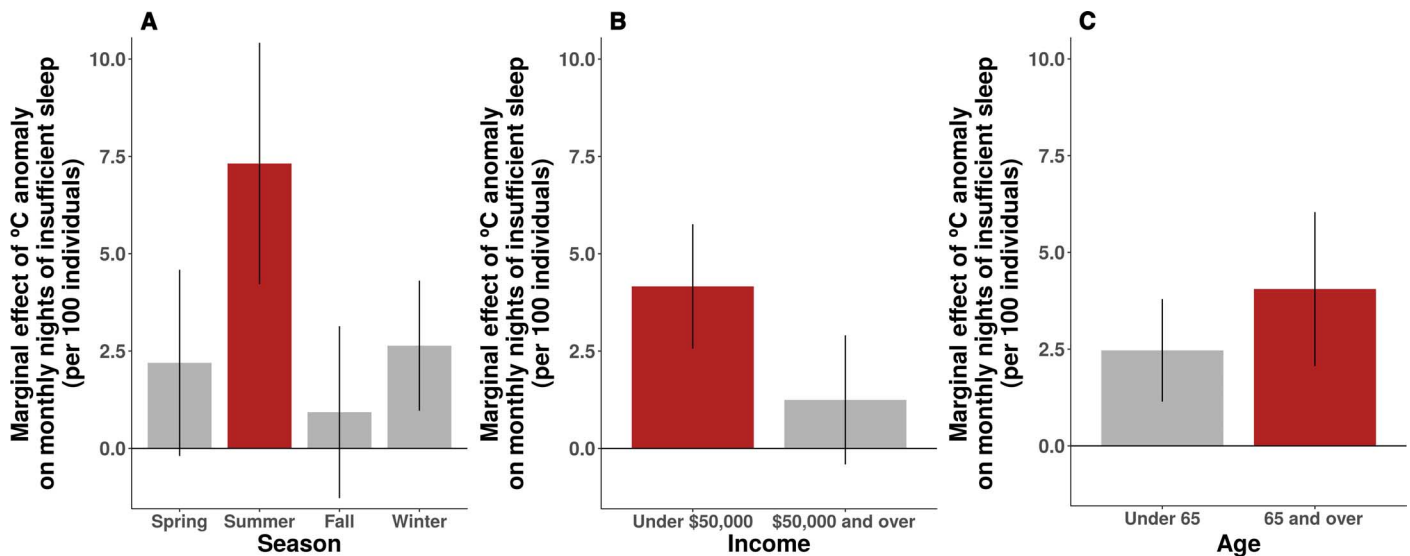 A
Marginal effect of ºC anomaly
on monthly nights of insufficient sleep
(per 100 individuals)
10.0
7.5
5.0
2.5
0.0
Spring Summer Fall Winter
Season
B
Marginal effect of ºC anomaly
on monthly nights of insufficient sleep
(per 100 individuals)
10.0
7.5
5.0
2.5
0.0
Under $50,000 $50,000 and over
Income
C
Marginal effect of ºC anomaly
on monthly nights of insufficient sleep
(per 100 individuals)
10.0
7.5
5.0
2.5
0.0
Under 65 65 and over
Age